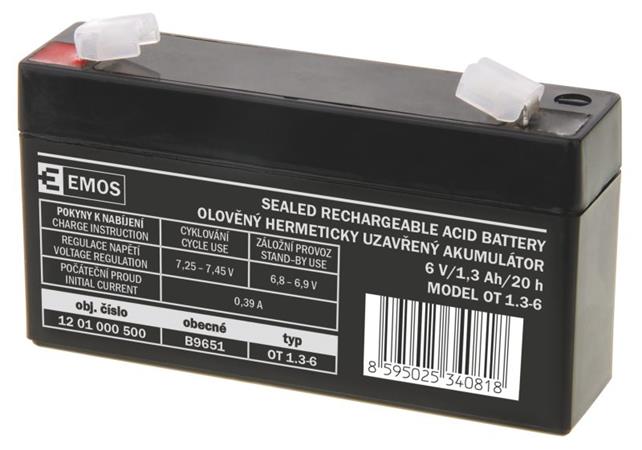 EMOS
SEALED RECHARGEABLE ACID BATTERY
OLOVĚNÝ HERMETICKY UZAVŘENÝ AKUMULÁTOR
6 V/1,3 Ah/20 h
MODEL OT 1.3-6
POKYNY K NABÍJENÍ
CHARGE INSTRUCTION
CYKLOVÁNÍ
CYCLE USE
ZÁLOŽNÍ PROVOZ
STAND-BY USE
REGULACE NAPĚTÍ
VOLTAGE REGULATION
7,25 – 7,45 V
6,8 – 6,9 V
POČÁTEČNÍ PROUD
INITIAL CURRENT
0,39 A
obj. číslo
obecné
typ
12 01 000 500
B9651
OT 1.3-6
8 595025 340818